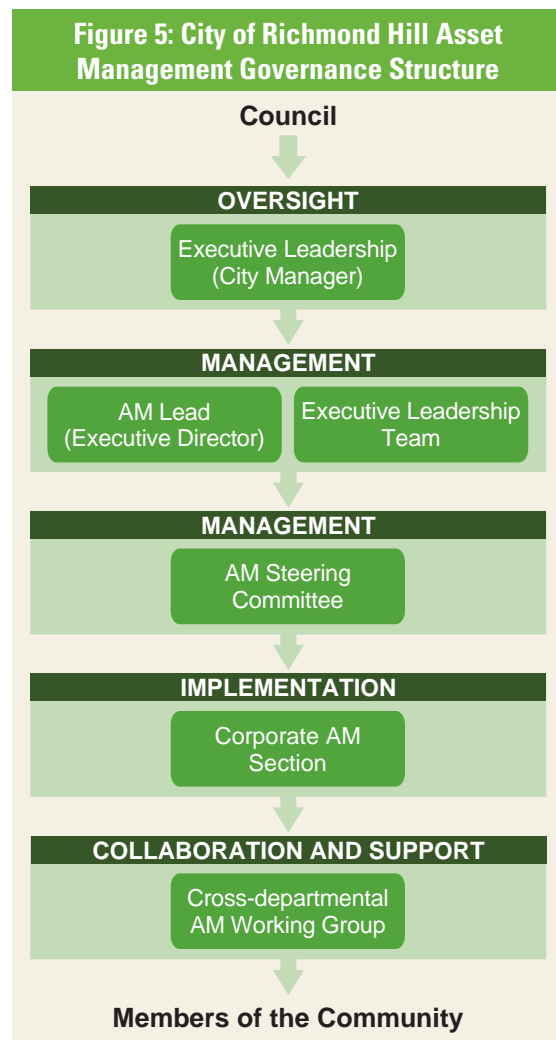 Figure 5: City of Richmond Hill Asset
Management Governance Structure
Council
OVERSIGHT
Executive Leadership
(City Manager)
MANAGEMENT
AM Lead
(Executive Director)
Executive Leadership
Team
MANAGEMENT
AM Steering
Committee
IMPLEMENTATION
Corporate AM
Section
COLLABORATION AND SUPPORT
Cross-departmental
AM Working Group
Members of the Community